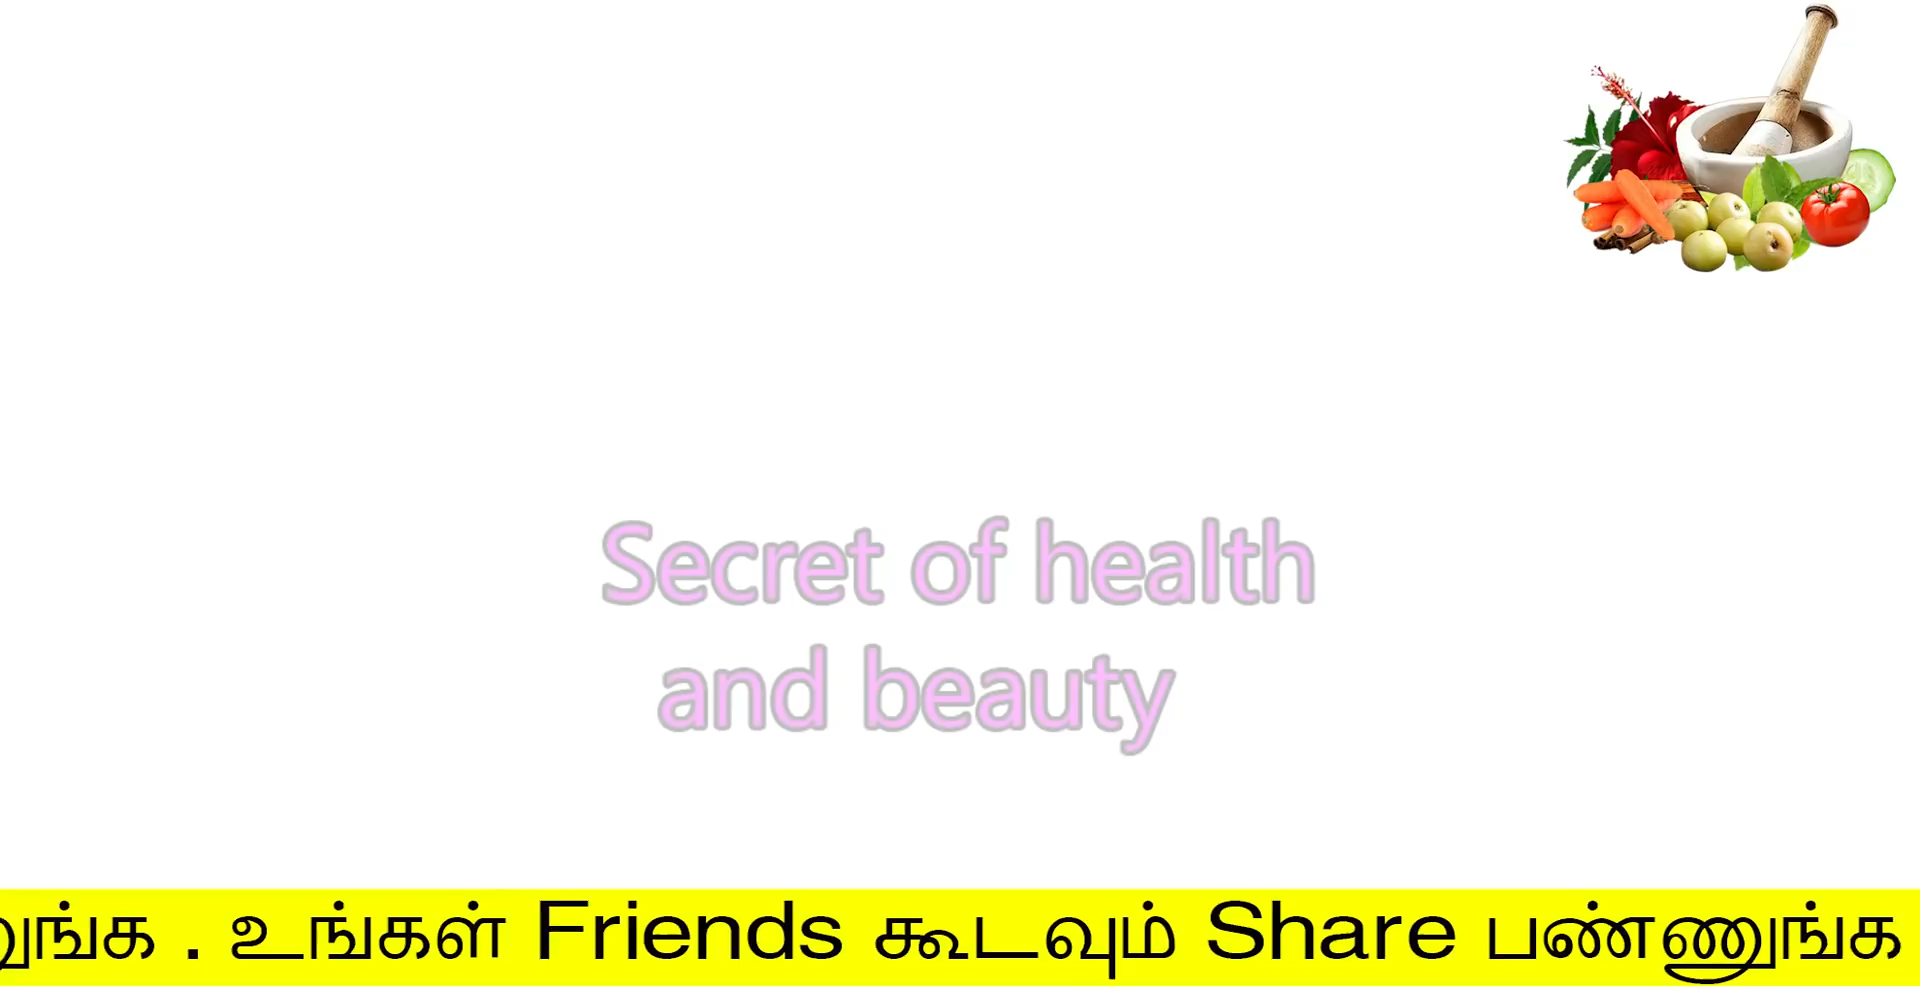 Secret of health
and beauty
. உங்கள் Friends கூடவும் Share பண்ணுங்க